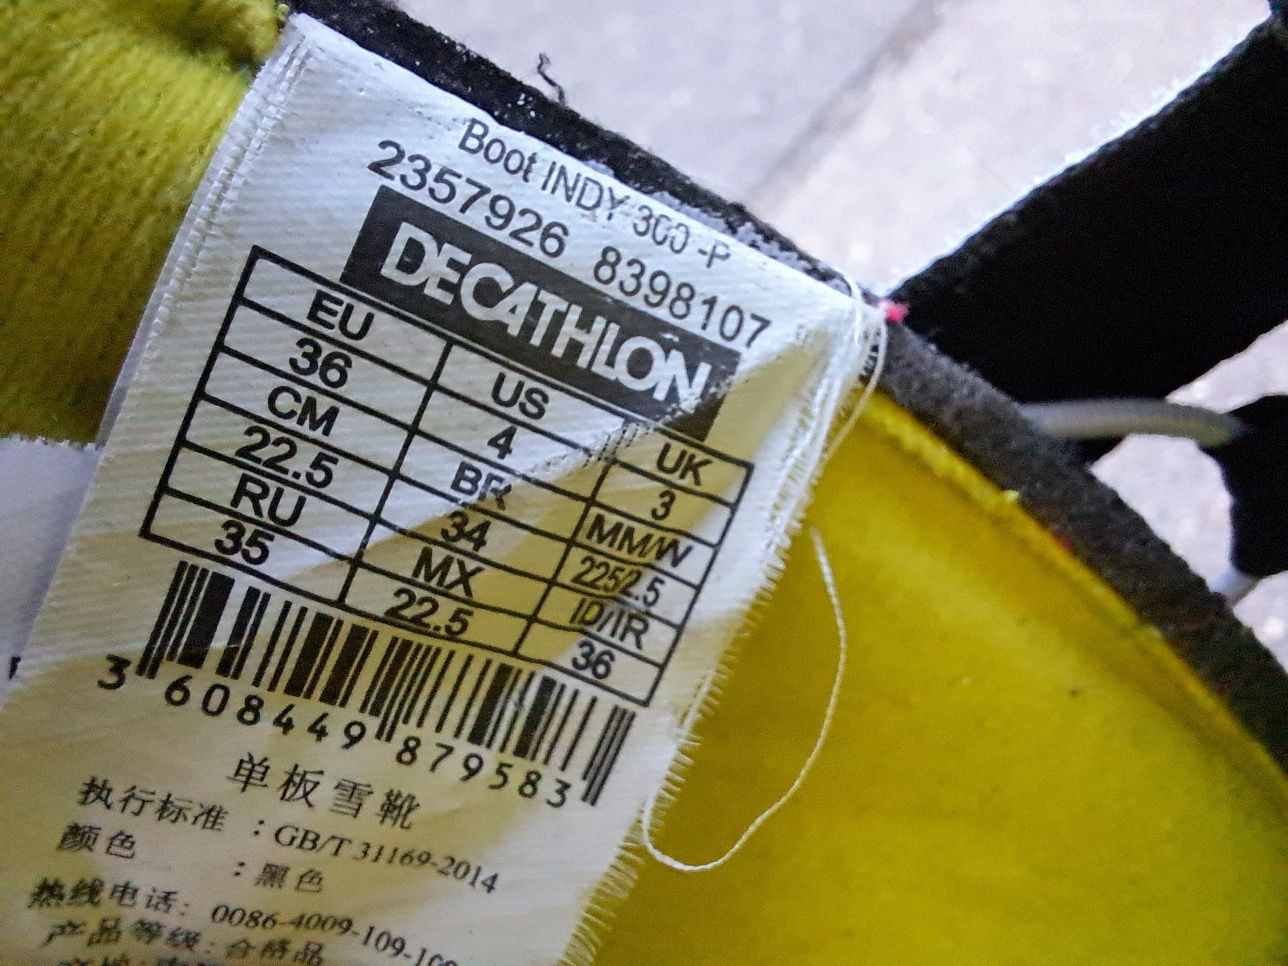 Boot INDY 300 -P
2357926 8398107
DECATHLON
EU US UK
36 4 3
CM BR MM/W
22.5 34 225/2.5
RU MX ID/IR
35 22.5 36
3 608449 879583
单板雪靴
执行标准 : GB/T 31169-2014
颜色 : 黑色
热线电话: 0086-4009-109-109
产品等级: 合格品